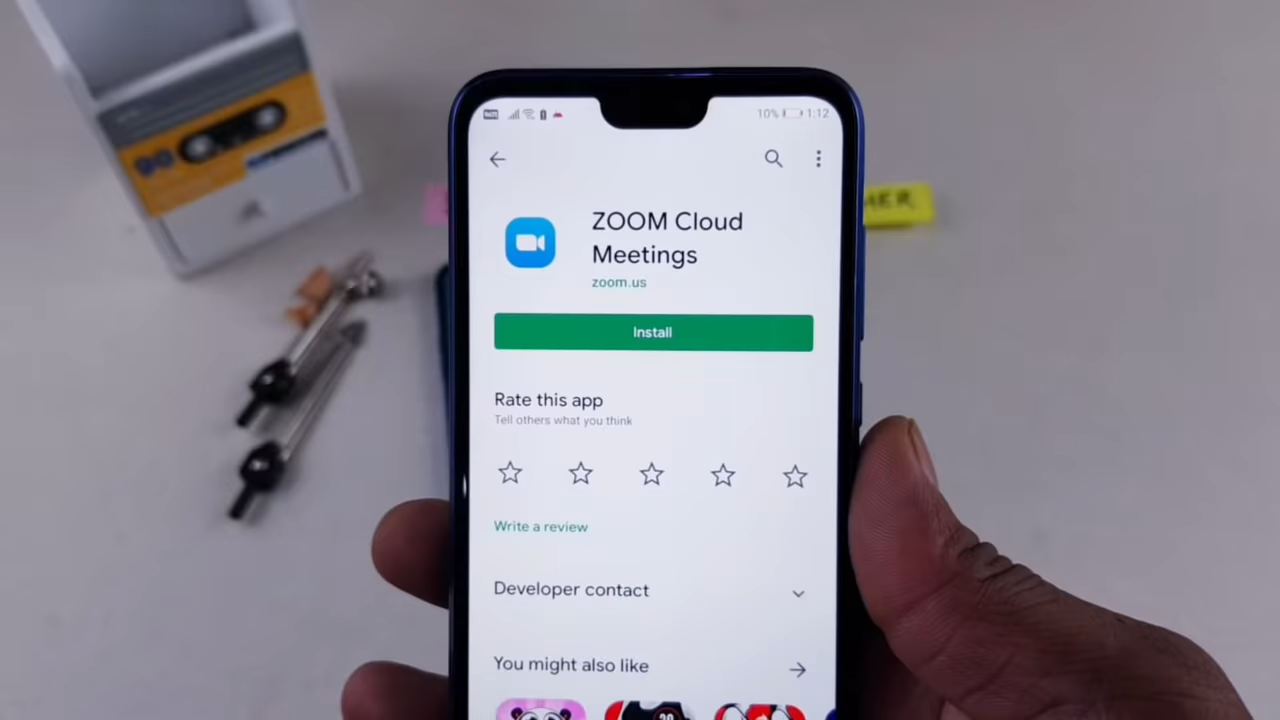 90
10% 1:12
ZOOM Cloud
Meetings
zoom.us
Install
Rate this app
Tell others what you think
Write a review
Developer contact
You might also like